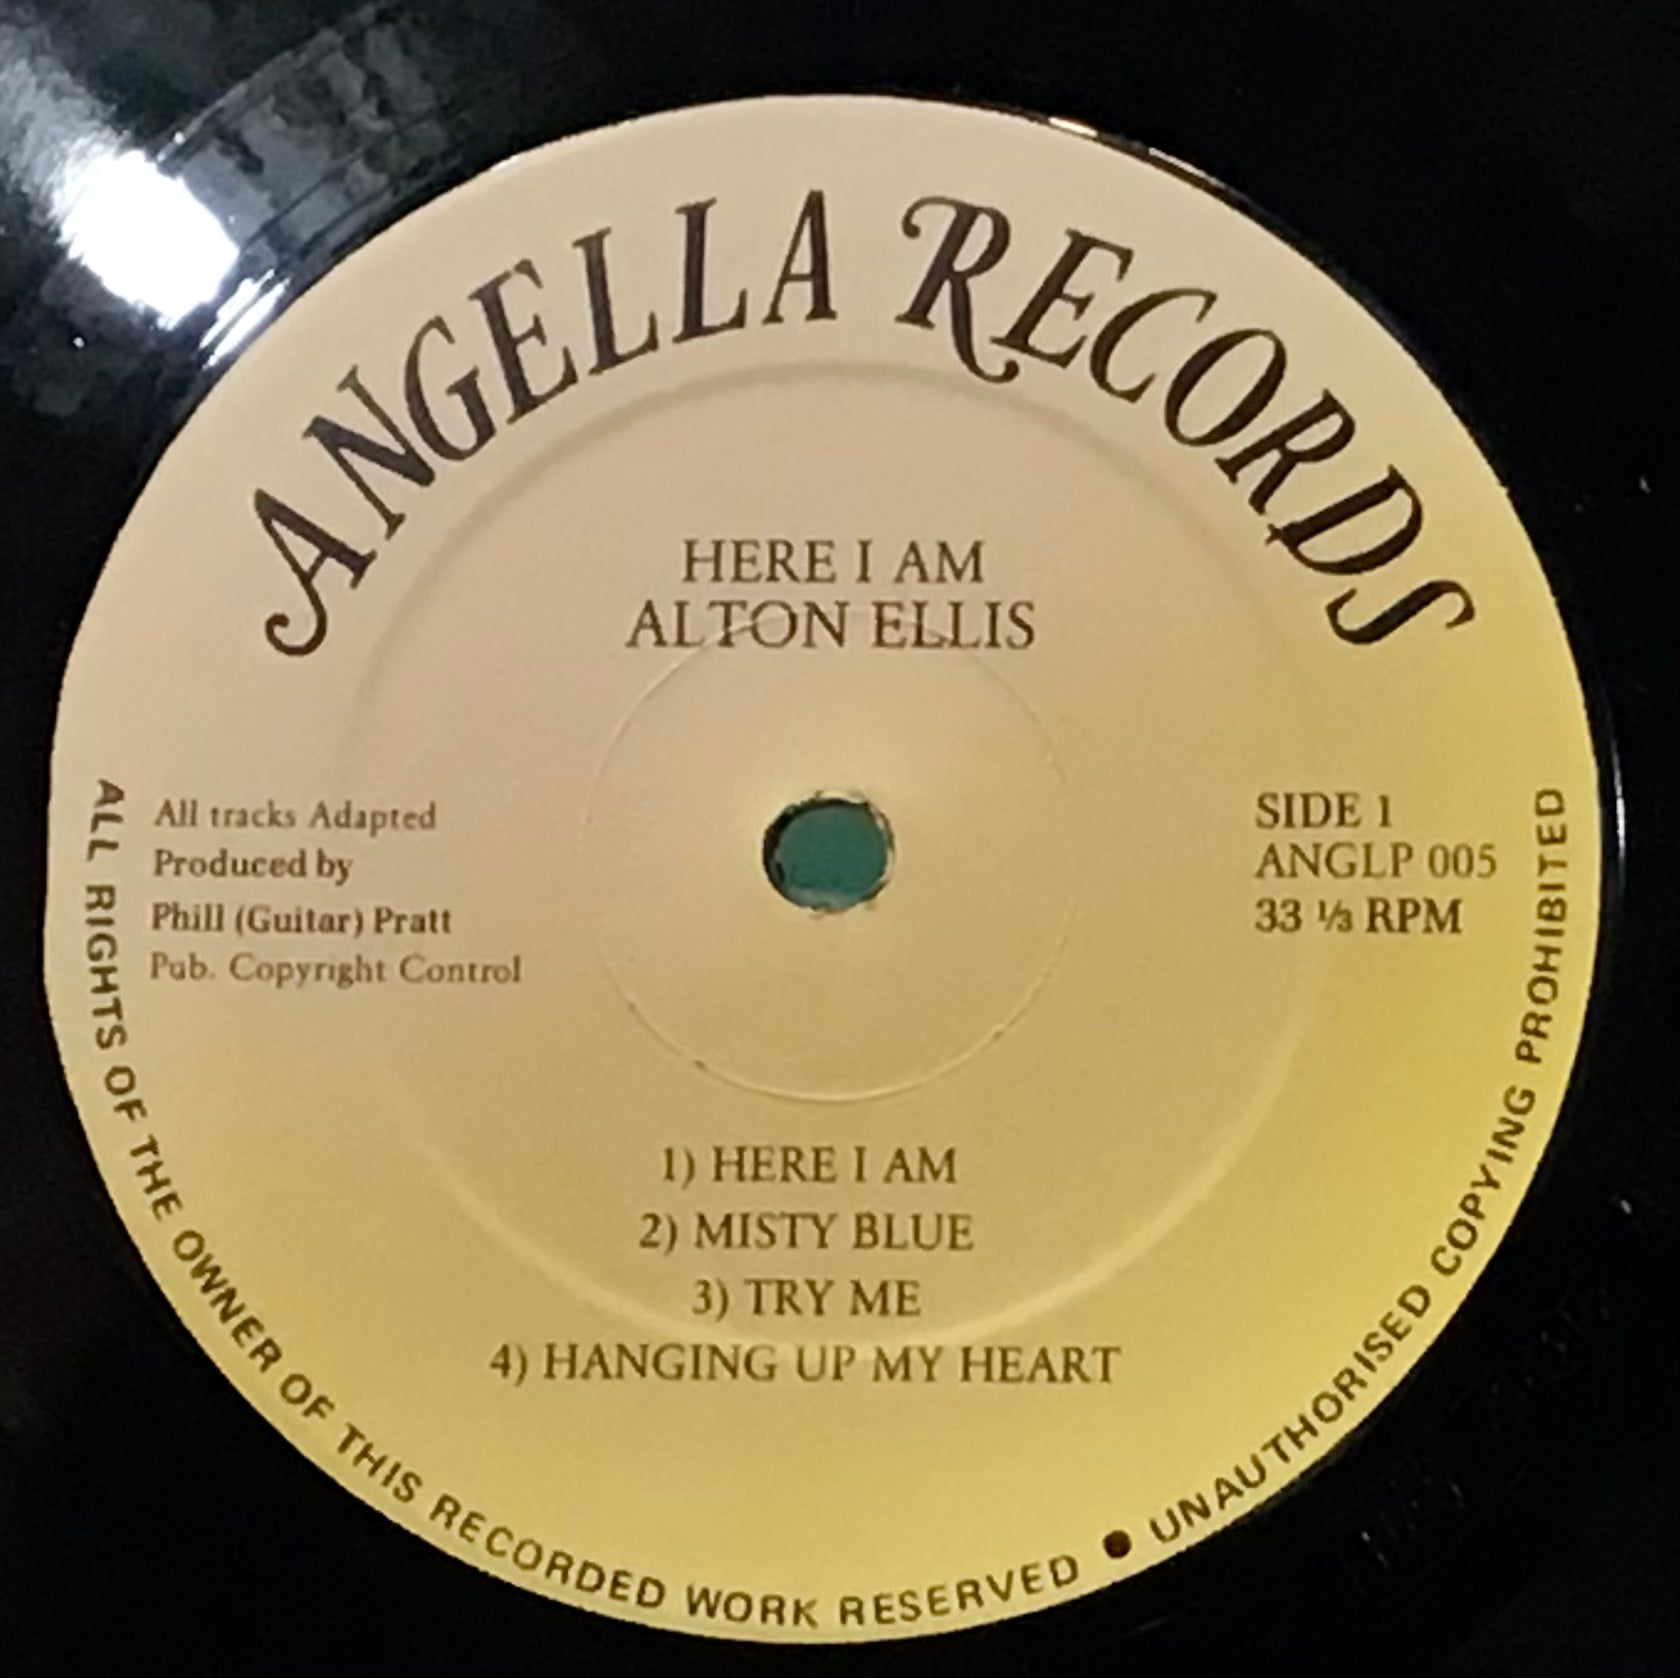 ANGELLA RECORDS
HERE I AM
ALTON ELLIS
All tracks Adapted
Produced by
Phill (Guitar) Pratt
Pub. Copyright Control
SIDE 1
ANGLP 005
33 ⅓ RPM
1) HERE I AM
2) MISTY BLUE
3) TRY ME
4) HANGING UP MY HEART
ALL RIGHTS OF THE OWNER OF THIS RECORDED WORK RESERVED ● UNAUTHORISED COPYING PROHIBITED